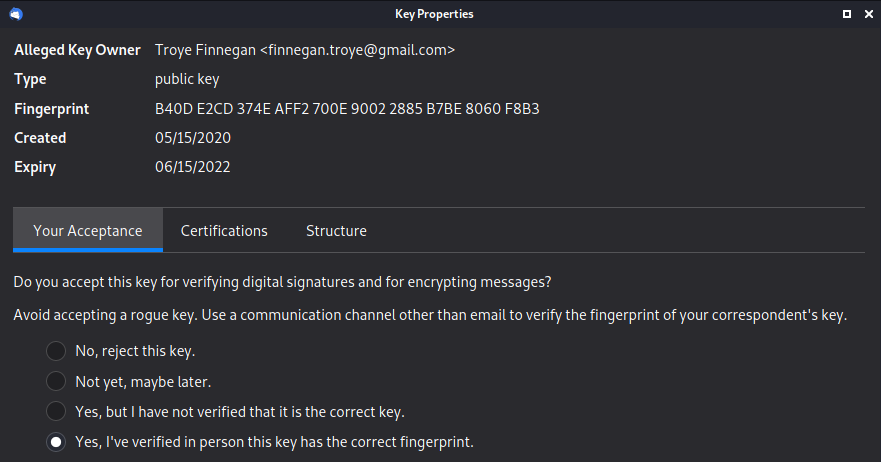 Key Properties
Alleged Key Owner Troye Finnegan <finnegan.troye@gmail.com>
Type public key
Fingerprint B40D E2CD 374E AFF2 700E 9002 2885 B7BE 8060 F8B3
Created 05/15/2020
Expiry 06/15/2022
Your Acceptance Certifications Structure
Do you accept this key for verifying digital signatures and for encrypting messages?
Avoid accepting a rogue key. Use a communication channel other than email to verify the fingerprint of your correspondent's key.
No, reject this key.
Not yet, maybe later.
Yes, but I have not verified that it is the correct key.
Yes, I've verified in person this key has the correct fingerprint.